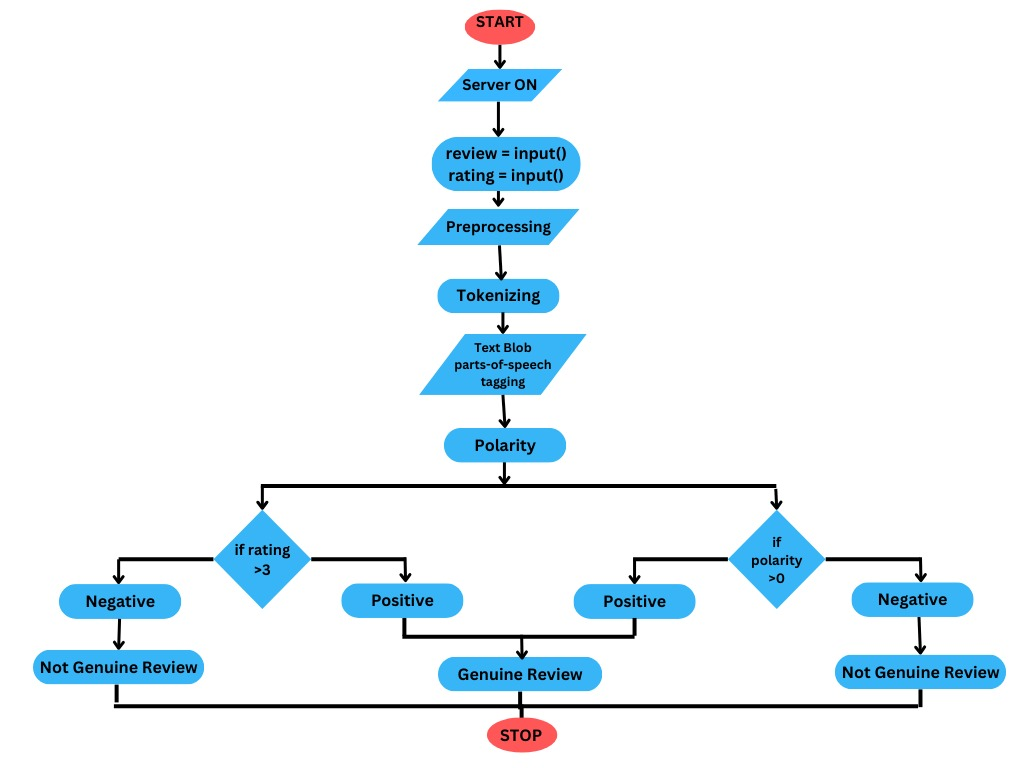 START
Server ON
review = input()
rating = input()
Preprocessing
Tokenizing
Text Blob
parts-of-speech
tagging
Polarity
if rating
>3
if
polarity
>0
Negative
Positive
Positive
Negative
Not Genuine Review
Genuine Review
Not Genuine Review
STOP